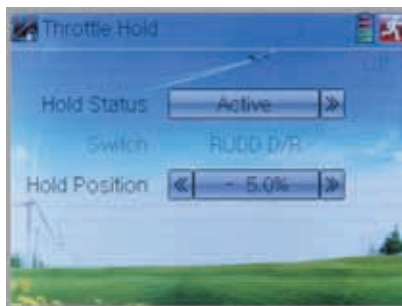 Throttle Hold
Hold Status Active »
Switch RUDD D/R
Hold Position « - 5.0% »